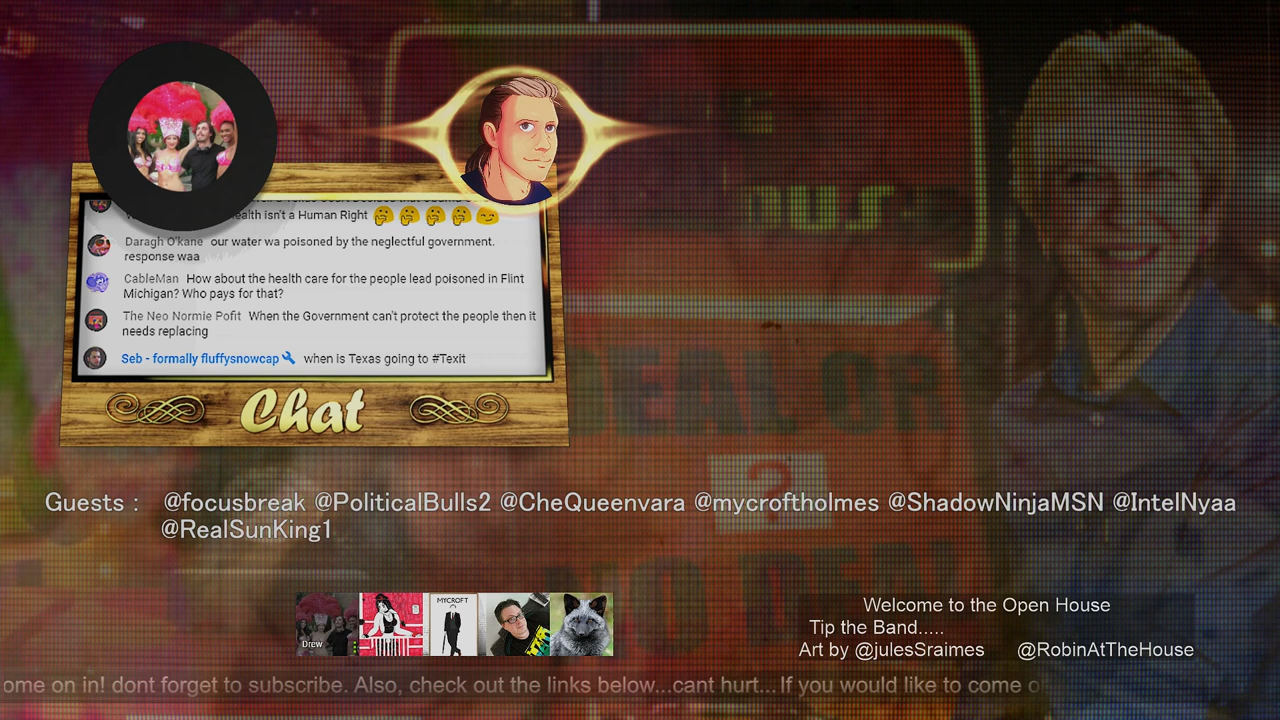 ealth isn't a Human Right
Daragh O'kane our water wa poisoned by the neglectful government.
response waa
CableMan How about the health care for the people lead poisoned in Flint
Michigan? Who pays for that?
The Neo Normie Pofit When the Government can't protect the people then it
needs replacing
Seb - formally fluffysnowcap when is Texas going to #Texit
Chat
DEAL OR
?
NO DEAL
Guests : @focusbreak @PoliticalBulls2 @CheQueenvara @mycroftholmes @ShadowNinjaMSN @IntelNyaa
@RealSunKing1
Drew
MYCROFT
Welcome to the Open House
Tip the Band.....
Art by @julesSraimes @RobinAtTheHouse
ome on in! dont forget to subscribe. Also, check out the links below...cant hurt... If you would like to come o